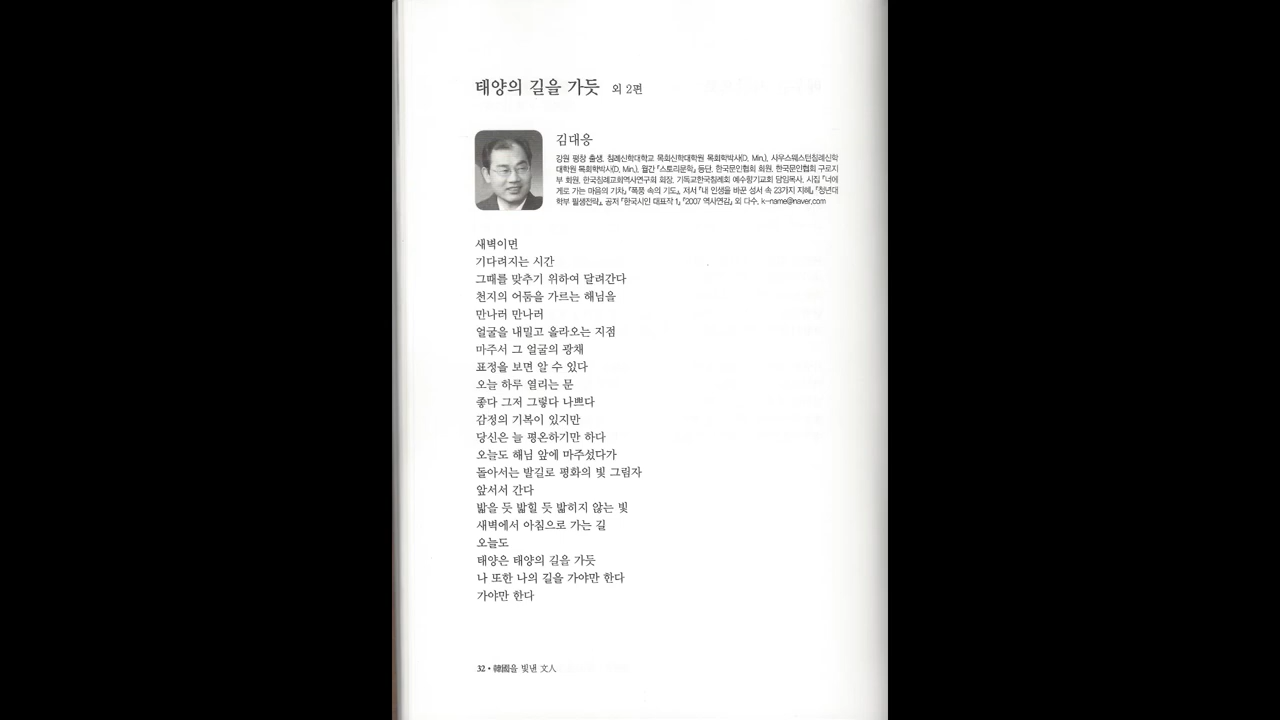 태양의 길을 가듯 외 2편
김대응
강원 평창 출생, 침례신학대학교 목회신학대학원 목회학박사(D. Min.), 사우스웨스턴침례신학
대학원 목회학박사(D. Min.), 월간 『스토리문학』 등단, 한국문인협회 회원, 한국문인협회 구로지
부 회원, 한국침례교회역사연구회 회장, 기독교한국침례회 예수향기교회 담임목사, 시집 『너에
게로 가는 마음의 기차』 『폭풍 속의 기도』, 저서 『내 인생을 바꾼 성서 속 23가지 지혜』 『청년대
학부 필생전략』, 공저 『한국시인 대표작 1』 『2007 역사연감』 외 다수, k-name@naver.com
새벽이면
기다려지는 시간
그때를 맞추기 위하여 달려간다
천지의 어둠을 가르는 해님을
만나러 만나러
얼굴을 내밀고 올라오는 지점
마주서 그 얼굴의 광채
표정을 보면 알 수 있다
오늘 하루 열리는 문
좋다 그저 그렇다 나쁘다
감정의 기복이 있지만
당신은 늘 평온하기만 하다
오늘도 해님 앞에 마주섰다가
돌아서는 발길로 평화의 빛 그림자
앞서서 간다
밟을 듯 밟힐 듯 밟히지 않는 빛
새벽에서 아침으로 가는 길
오늘도
태양은 태양의 길을 가듯
나 또한 나의 길을 가야만 한다
가야만 한다
32 • 韓國을 빛낸 文人